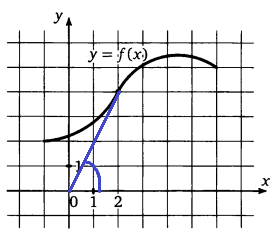 y
y = f(x)
1
0 1 2
x